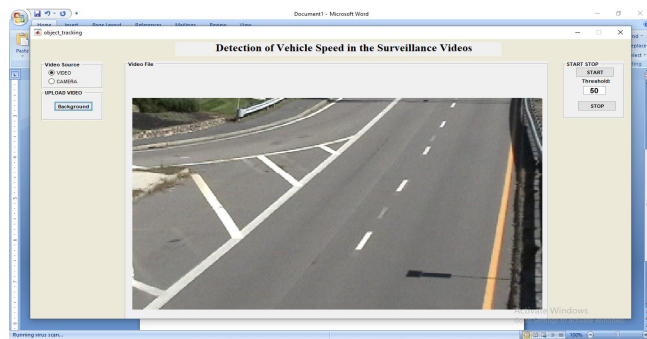 Document1 - Microsoft Word
Home Insert Page Layout References Mailings Review View
object_tracking
Detection of Vehicle Speed in the Surveillance Videos
Video Source
VIDEO
CAMERA
UPLOAD VIDEO
Background
Video File
START STOP
START
Threshold:
50
STOP
Paste
Activate Windows
Running virus scan...
100%